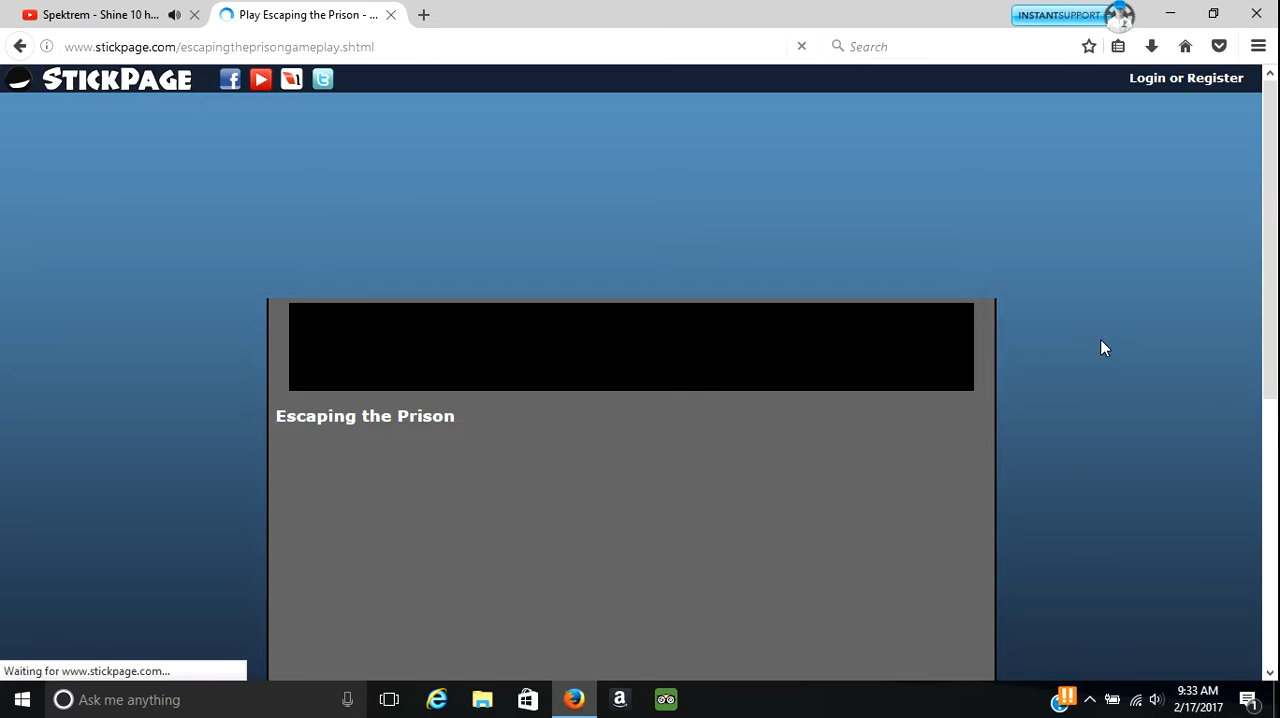 Spektrem - Shine 10 h...
Play Escaping the Prison - ...
INSTANTSUPPORT
www.stickpage.com/escapingtheprisongameplay.shtml
Search
STICKPAGE
Login or Register
Escaping the Prison
Waiting for www.stickpage.com...
Ask me anything
9:33 AM
2/17/2017
1